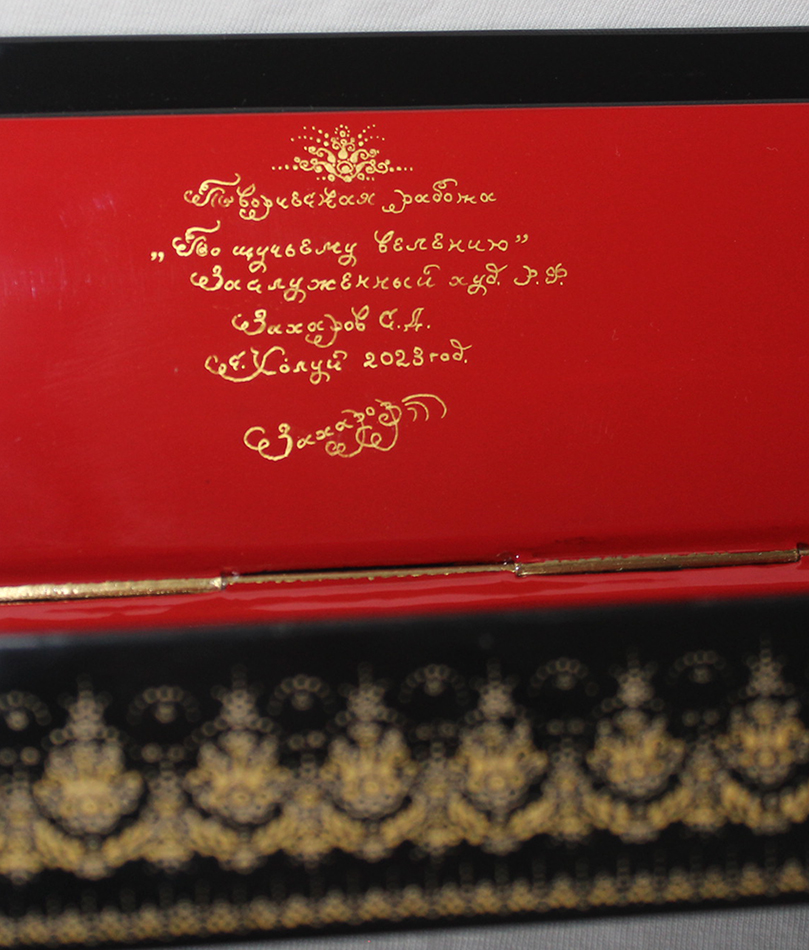 Творческая работа
„По щучьему велению”
Заслуженный худ. Р.Ф.
Захаров С.Д.
с. Холуй 2023 год.
Захаров